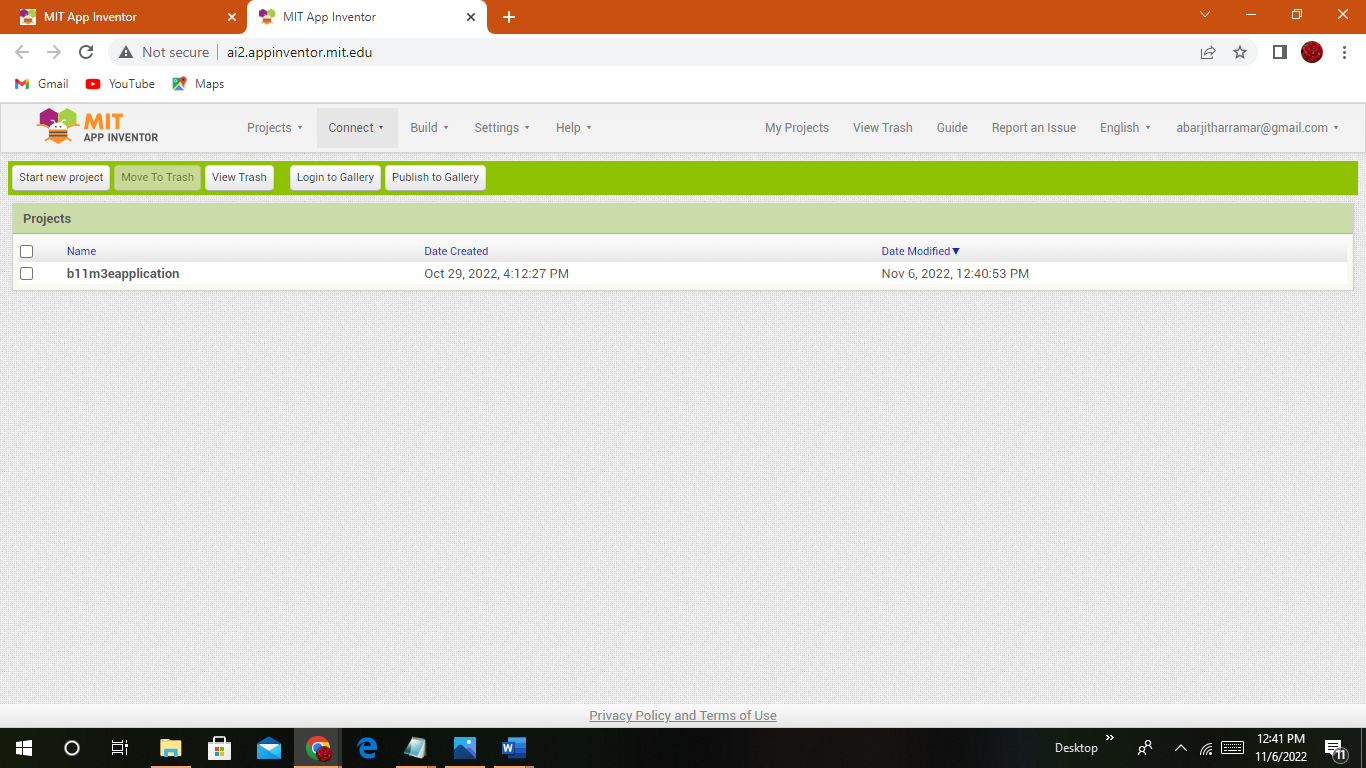 MIT App Inventor
MIT App Inventor
Not secure ai2.appinventor.mit.edu
Gmail YouTube Maps
MIT
APP INVENTOR
Projects Connect Build Settings Help My Projects View Trash Guide Report an Issue English abarjitharramar@gmail.com
Start new project Move To Trash View Trash Login to Gallery Publish to Gallery
Projects
Name Date Created Date Modified
b11m3eapplication Oct 29, 2022, 4:12:27 PM Nov 6, 2022, 12:40:53 PM
Privacy Policy and Terms of Use
Desktop
12:41 PM
11/6/2022
11